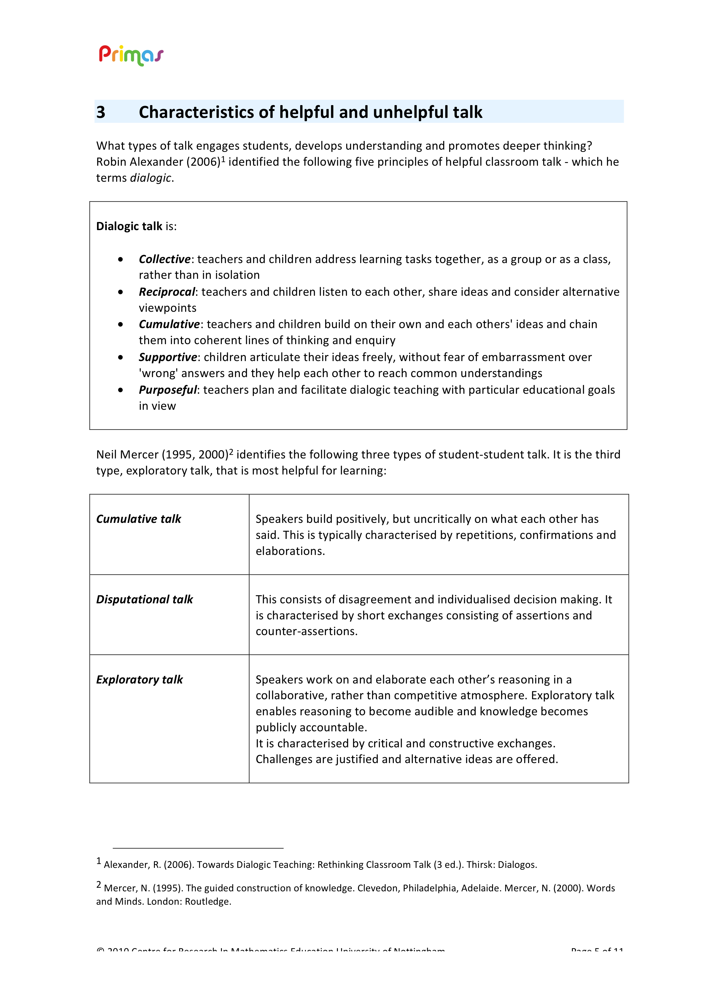 Primas
3 Characteristics of helpful and unhelpful talk
What types of talk engages students, develops understanding and promotes deeper thinking?
Robin Alexander (2006)1 identified the following five principles of helpful classroom talk - which he
terms dialogic.
Dialogic talk is:
• Collective: teachers and children address learning tasks together, as a group or as a class,
rather than in isolation
• Reciprocal: teachers and children listen to each other, share ideas and consider alternative
viewpoints
• Cumulative: teachers and children build on their own and each others' ideas and chain
them into coherent lines of thinking and enquiry
• Supportive: children articulate their ideas freely, without fear of embarrassment over
'wrong' answers and they help each other to reach common understandings
• Purposeful: teachers plan and facilitate dialogic teaching with particular educational goals
in view
Neil Mercer (1995, 2000)2 identifies the following three types of student-student talk. It is the third
type, exploratory talk, that is most helpful for learning:
Cumulative talk
Speakers build positively, but uncritically on what each other has
said. This is typically characterised by repetitions, confirmations and
elaborations.
Disputational talk
This consists of disagreement and individualised decision making. It
is characterised by short exchanges consisting of assertions and
counter-assertions.
Exploratory talk
Speakers work on and elaborate each other’s reasoning in a
collaborative, rather than competitive atmosphere. Exploratory talk
enables reasoning to become audible and knowledge becomes
publicly accountable.
It is characterised by critical and constructive exchanges.
Challenges are justified and alternative ideas are offered.
1 Alexander, R. (2006). Towards Dialogic Teaching: Rethinking Classroom Talk (3 ed.). Thirsk: Dialogos.
2 Mercer, N. (1995). The guided construction of knowledge. Clevedon, Philadelphia, Adelaide. Mercer, N. (2000). Words
and Minds. London: Routledge.
© 2010 Centre for Research In Mathematics Education University of Nottingham Page 5 of 11